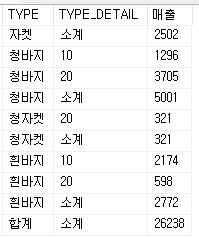 TYPE TYPE_DETAIL 매출
자켓 소계 2502
청바지 10 1296
청바지 20 3705
청바지 소계 5001
청자켓 20 321
청자켓 소계 321
흰바지 10 2174
흰바지 20 598
흰바지 소계 2772
합계 소계 26238